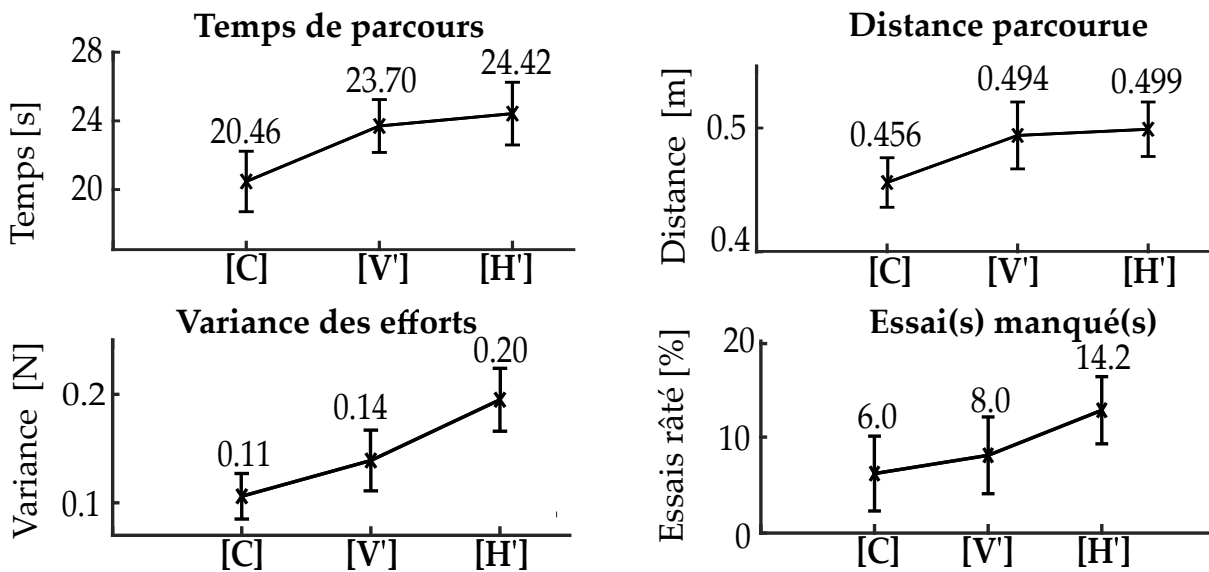 Temps de parcours
Temps [s]
28
24
20
20.46
23.70
24.42
[C]
[V']
[H']
Distance parcourue
Distance [m]
0.5
0.4
0.456
0.494
0.499
[C]
[V']
[H']
Variance des efforts
Variance [N]
0.2
0.1
0.11
0.14
0.20
[C]
[V']
[H']
Essai(s) manqué(s)
Essais râté [%]
20
10
0
6.0
8.0
14.2
[C]
[V']
[H']